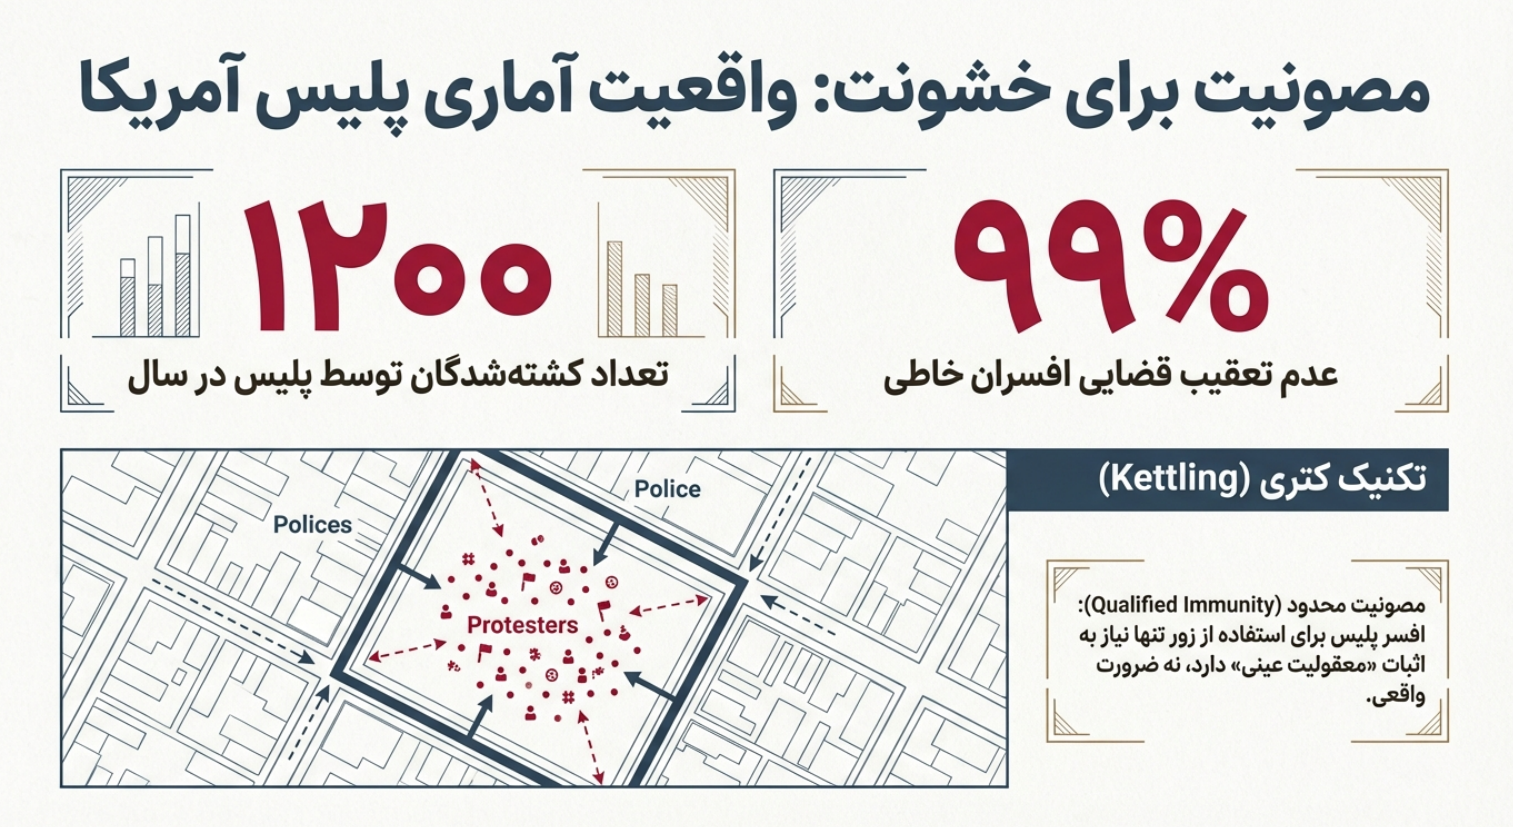 مصونیت برای خشونت: واقعیت آماری پلیس آمریکا
۹۹%
عدم تعقیب قضایی افسران خاطی
۱۲۰۰
تعداد کشته‌شدگان توسط پلیس در سال
تکنیک کتری (Kettling)
مصونیت محدود (Qualified Immunity):
افسر پلیس برای استفاده از زور تنها نیاز به
اثبات «معقولیت عینی» دارد، نه ضرورت
واقعی.
Police
Polices
Protesters